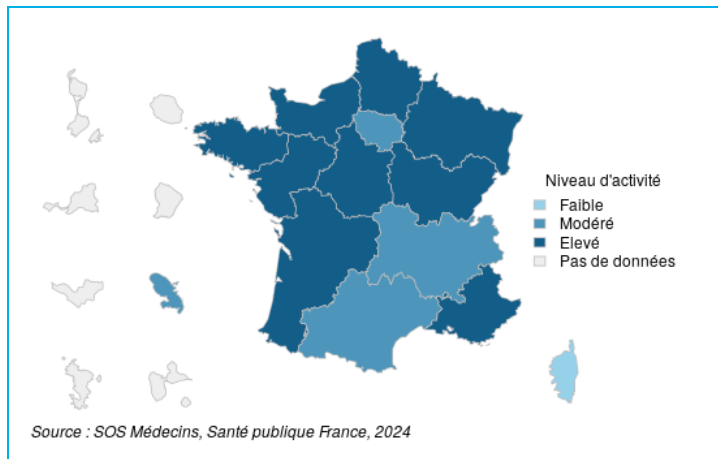 Niveau d'activité
Faible
Modéré
Elevé
Pas de données
Source : SOS Médecins, Santé publique France, 2024